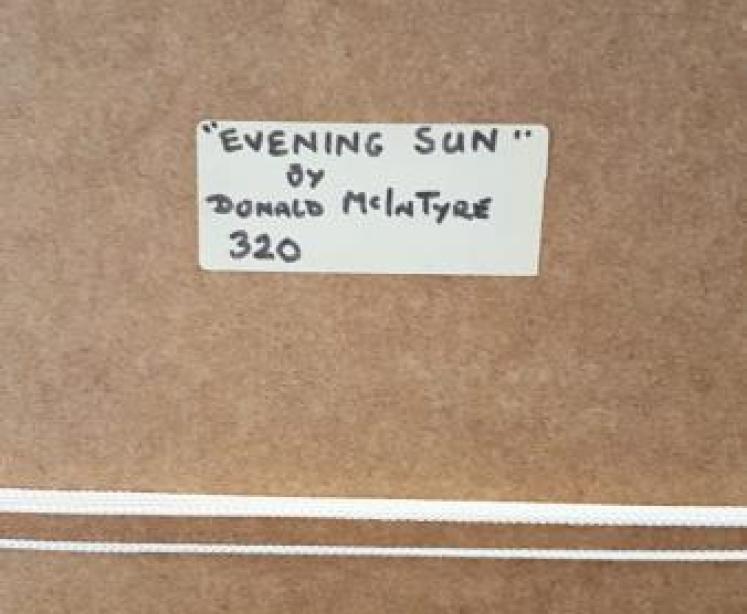 "EVENING SUN"
BY
DONALD McINTYRE
320